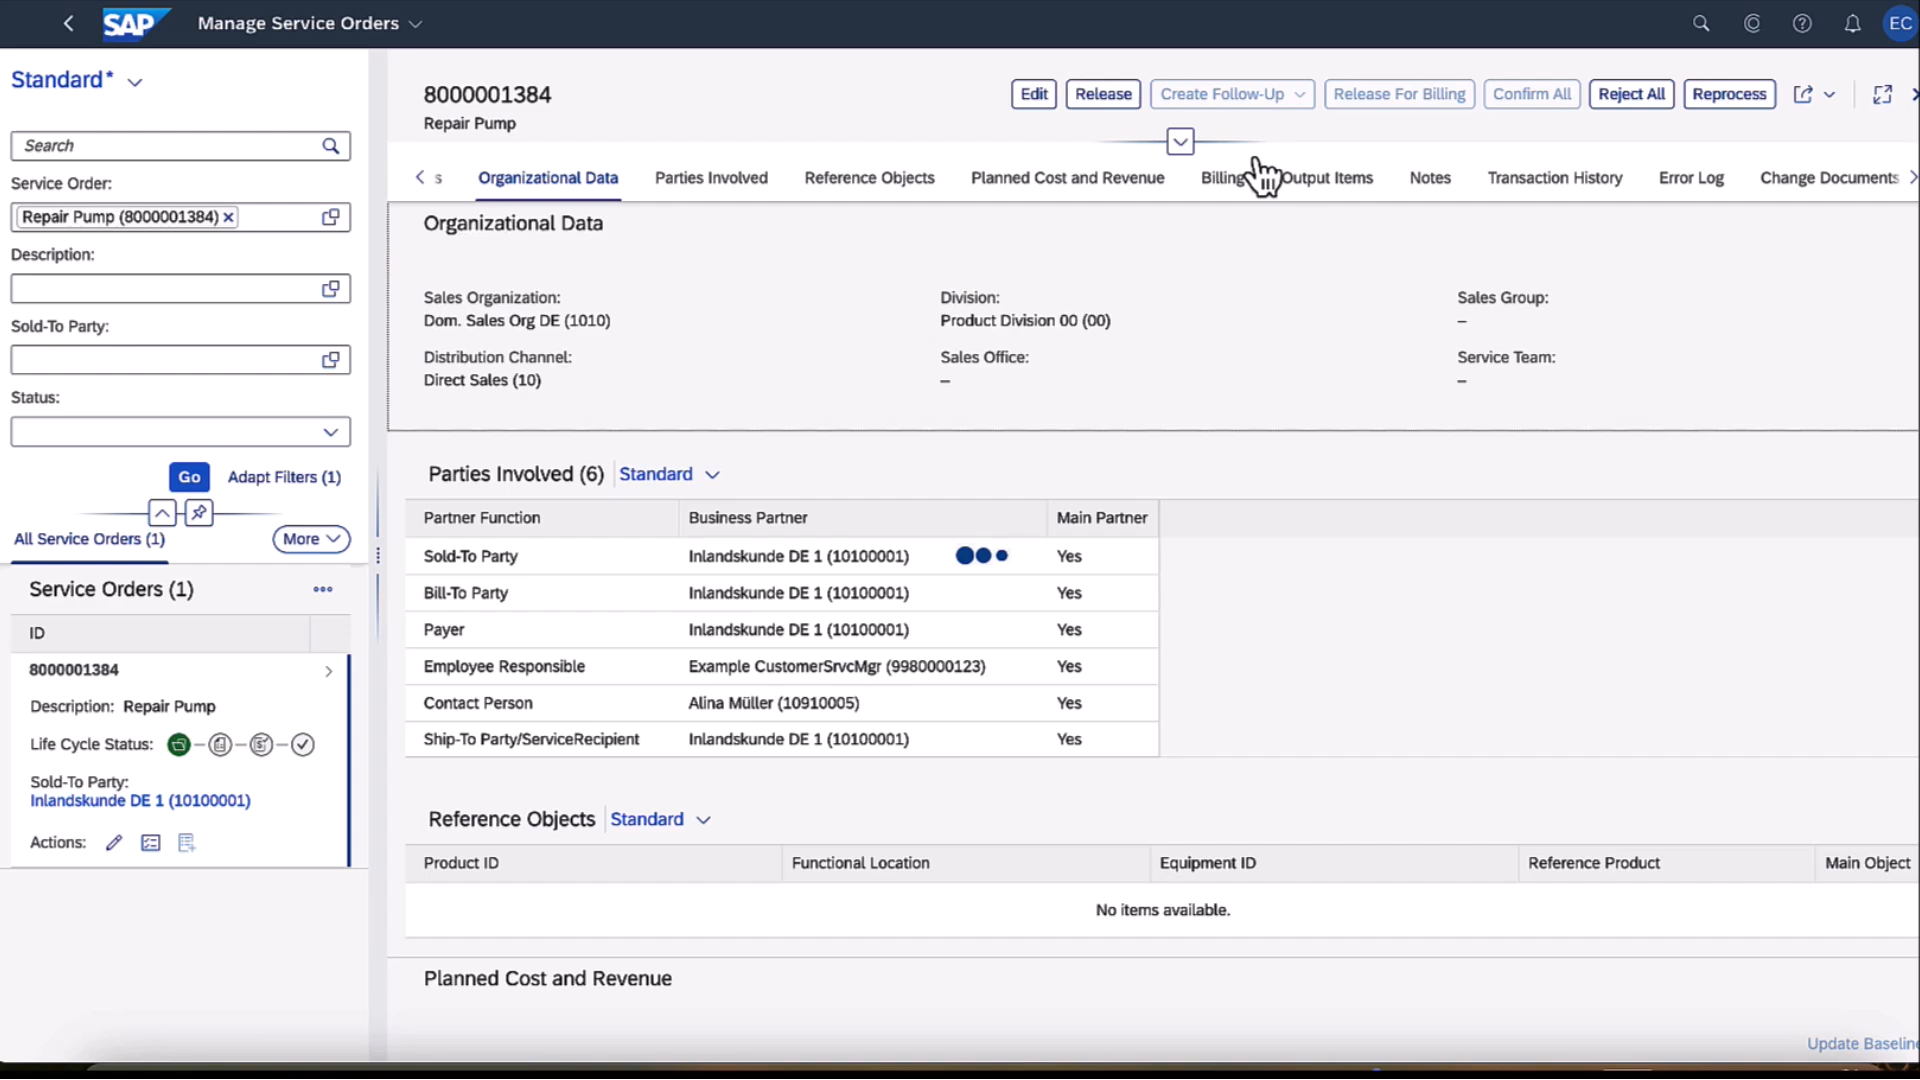 SAP Manage Service Orders EC
Standard*
Search
Service Order:
Repair Pump (8000001384)
Description:
Sold-To Party:
Status:
Go Adapt Filters (1)
All Service Orders (1) More
Service Orders (1)
ID
8000001384
Description: Repair Pump
Life Cycle Status:
Sold-To Party:
Inlandskunde DE 1 (10100001)
Actions:
8000001384
Repair Pump
Edit Release Create Follow-Up Release For Billing Confirm All Reject All Reprocess
s Organizational Data Parties Involved Reference Objects Planned Cost and Revenue Billing Output Items Notes Transaction History Error Log Change Documents
Organizational Data
Sales Organization: Division: Sales Group:
Dom. Sales Org DE (1010) Product Division 00 (00) –
Distribution Channel: Sales Office: Service Team:
Direct Sales (10) – –
Parties Involved (6) Standard
Partner Function Business Partner Main Partner
Sold-To Party Inlandskunde DE 1 (10100001) Yes
Bill-To Party Inlandskunde DE 1 (10100001) Yes
Payer Inlandskunde DE 1 (10100001) Yes
Employee Responsible Example CustomerSrvcMgr (9980000123) Yes
Contact Person Alina Müller (10910005) Yes
Ship-To Party/ServiceRecipient Inlandskunde DE 1 (10100001) Yes
Reference Objects Standard
Product ID Functional Location Equipment ID Reference Product Main Object
No items available.
Planned Cost and Revenue
Update Baseline